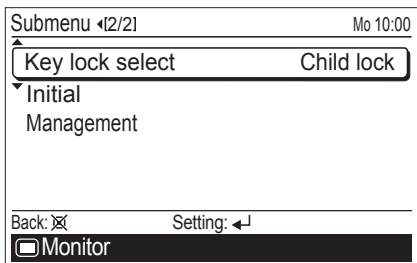 Submenu ◂[2/2] Mo 10:00
Key lock select Child lock
Initial
Management
Back: Setting:
Monitor